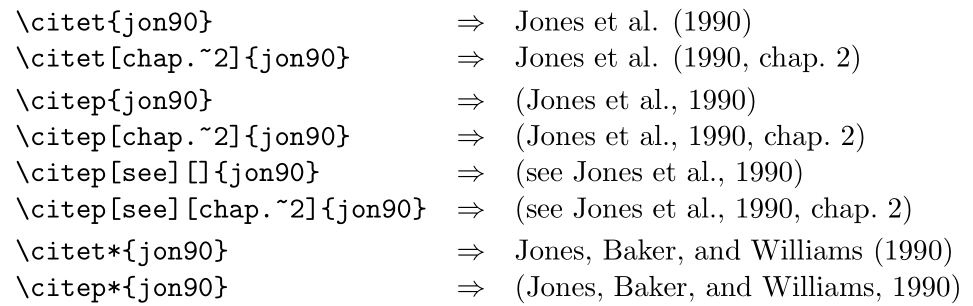 \citet{jon90} ⇒ Jones et al. (1990)
\citet[chap.~2]{jon90} ⇒ Jones et al. (1990, chap. 2)
\citep{jon90} ⇒ (Jones et al., 1990)
\citep[chap.~2]{jon90} ⇒ (Jones et al., 1990, chap. 2)
\citep[see][]{jon90} ⇒ (see Jones et al., 1990)
\citep[see][chap.~2]{jon90} ⇒ (see Jones et al., 1990, chap. 2)
\citet*{jon90} ⇒ Jones, Baker, and Williams (1990)
\citep*{jon90} ⇒ (Jones, Baker, and Williams, 1990)